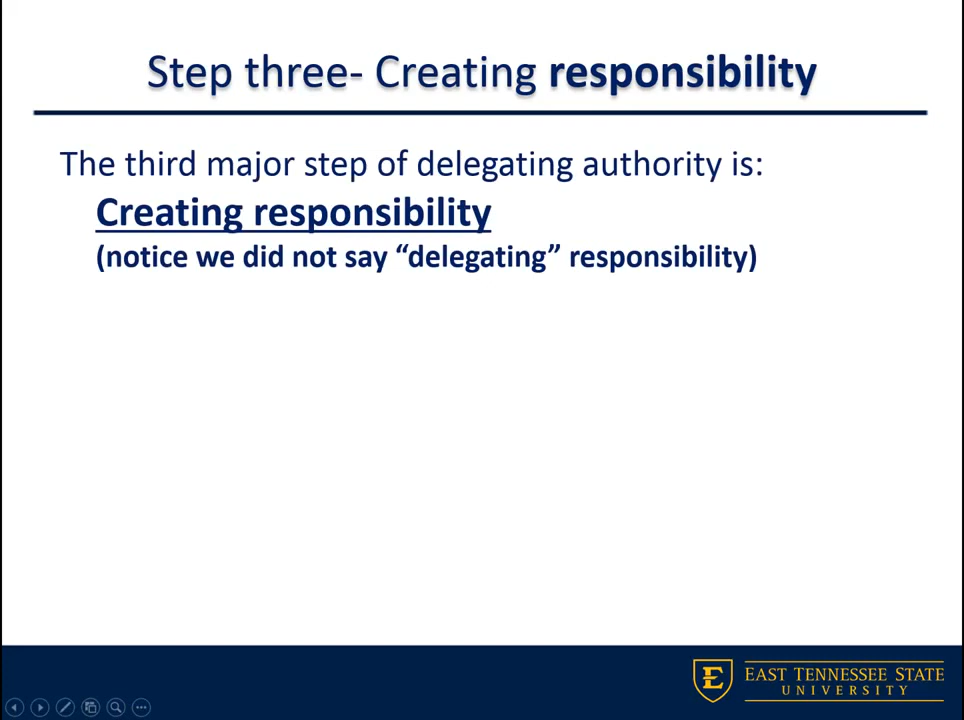 Step three- Creating responsibility
The third major step of delegating authority is:
Creating responsibility
(notice we did not say “delegating” responsibility)
E
EAST TENNESSEE STATE
UNIVERSITY